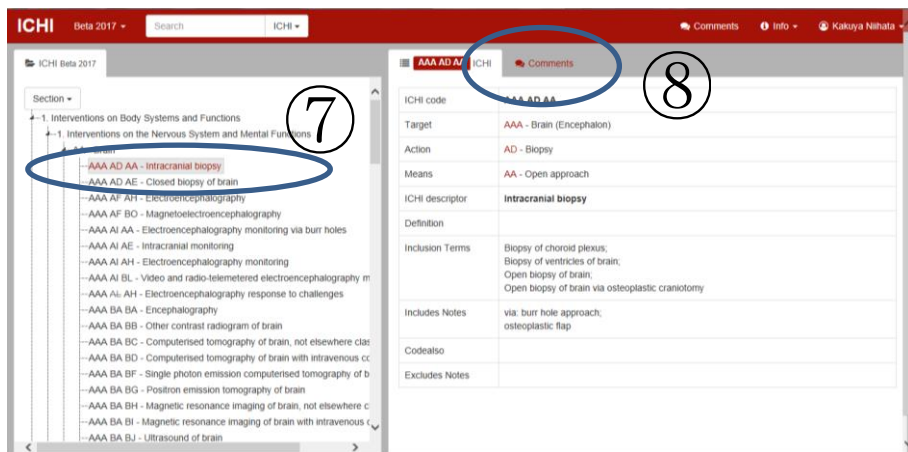 ICHI Beta 2017 Search ICHI Comments Info Kakuya Niihata
ICHI Beta 2017
Section
⑦
1. Interventions on Body Systems and Functions
1. Interventions on the Nervous System and Mental Functions
AAA AD AA - Intracranial biopsy
AAA AD AE - Closed biopsy of brain
AAA AF AH - Electroencephalography
AAA AF BO - Magnetoelectroencephalography
AAA AI AA - Electroencephalography monitoring via burr holes
AAA AI AE - Intracranial monitoring
AAA AI AH - Electroencephalography monitoring
AAA AI BL - Video and radio-telemetered electroencephalography m
AAA AH - Electroencephalography response to challenges
AAA BA BA - Encephalography
AAA BA BB - Other contrast radiogram of brain
AAA BA BC - Computerised tomography of brain, not elsewhere clas
AAA BA BD - Computerised tomography of brain with intravenous cc
AAA BA BF - Single photon emission computerised tomography of b
AAA BA BG - Positron emission tomography of brain
AAA BA BH - Magnetic resonance imaging of brain, not elsewhere c
AAA BA BI - Magnetic resonance imaging of brain with intravenous c
AAA BA BJ - Ultrasound of brain
AAA AD AA ICHI Comments
⑧
ICHI code AAA AD AA
Target AAA - Brain (Encephalon)
Action AD - Biopsy
Means AA - Open approach
ICHI descriptor Intracranial biopsy
Definition
Inclusion Terms Biopsy of choroid plexus;
Biopsy of ventricles of brain;
Open biopsy of brain;
Open biopsy of brain via osteoplastic craniotomy
Includes Notes via: burr hole approach;
osteoplastic flap
Codealso
Excludes Notes